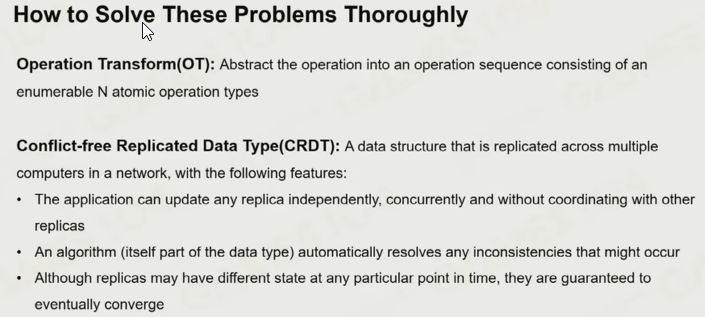 How to Solve These Problems Thoroughly
Operation Transform(OT): Abstract the operation into an operation sequence consisting of an
enumerable N atomic operation types
Conflict-free Replicated Data Type(CRDT): A data structure that is replicated across multiple
computers in a network, with the following features:
• The application can update any replica independently, concurrently and without coordinating with other
replicas
• An algorithm (itself part of the data type) automatically resolves any inconsistencies that might occur
• Although replicas may have different state at any particular point in time, they are guaranteed to
eventually converge